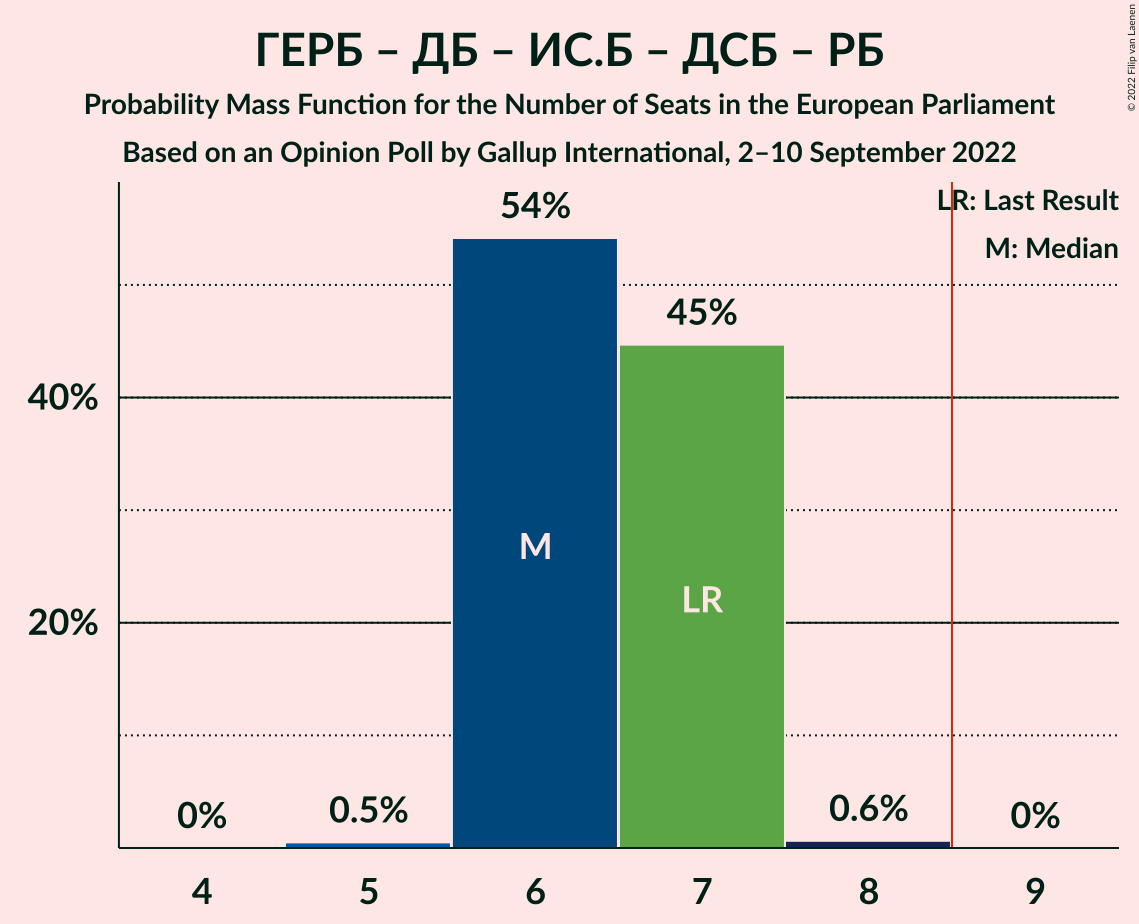 ГЕРБ – ДБ – ИС.Б – ДСБ – РБ
Probability Mass Function for the Number of Seats in the European Parliament
Based on an Opinion Poll by Gallup International, 2–10 September 2022
© 2022 Filip van Laenen
LR: Last Result
M: Median
54%
45%
40%
M
LR
20%
0%
0.5%
0.6%
0%
4
5
6
7
8
9